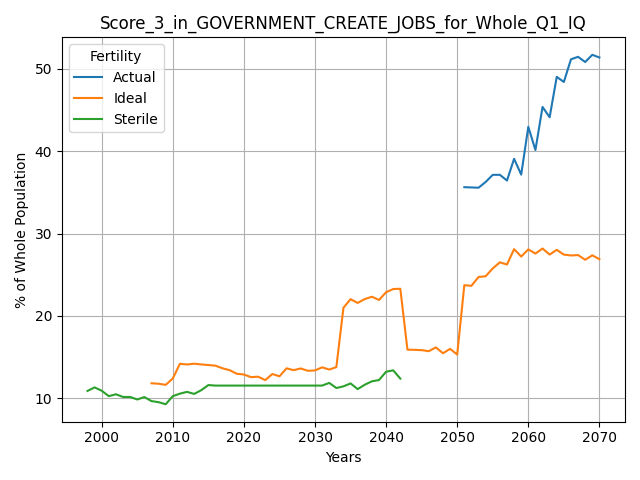 Score_3_in_GOVERNMENT_CREATE_JOBS_for_Whole_Q1_IQ
Fertility
Actual
Ideal
Sterile
% of Whole Population
50
40
30
20
10
2000 2010 2020 2030 2040 2050 2060 2070
Years